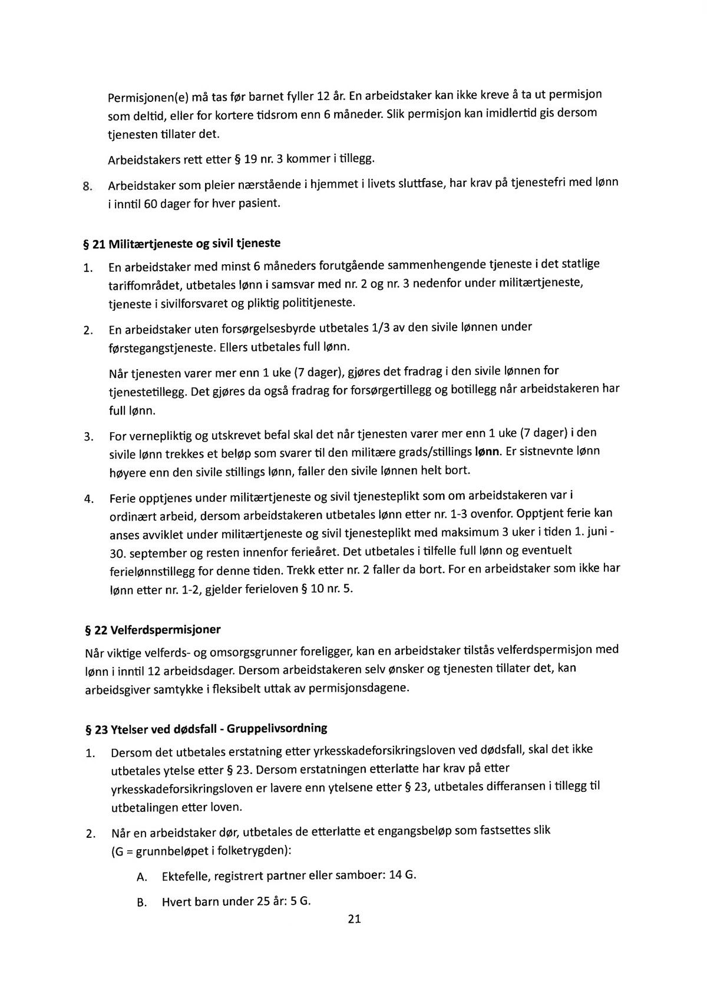 Permisjonen(e) må tas før barnet fyller 12 år. En arbeidstaker kan ikke kreve å ta ut permisjon
som deltid, eller for kortere tidsrom enn 6 måneder. Slik permisjon kan imidlertid gis dersom
tjenesten tillater det.
Arbeidstakers rett etter § 19 nr. 3 kommer i tillegg.
8. Arbeidstaker som pleier nærstående i hjemmet i livets sluttfase, har krav på tjenestefri med lønn
i inntil 60 dager for hver pasient.
§ 21 Militærtjeneste og sivil tjeneste
1. En arbeidstaker med minst 6 måneders forutgående sammenhengende tjeneste i det statlige
tariffområdet, utbetales lønn i samsvar med nr. 2 og nr. 3 nedenfor under militærtjeneste,
tjeneste i sivilforsvaret og pliktig polititjeneste.
2. En arbeidstaker uten forsørgelsesbyrde utbetales 1/3 av den sivile lønnen under
førstegangstjeneste. Ellers utbetales full lønn.
Når tjenesten varer mer enn 1 uke (7 dager), gjøres det fradrag i den sivile lønnen for
tjenestetillegg. Det gjøres da også fradrag for forsørgertillegg og botillegg når arbeidstakeren har
full lønn.
3. For vernepliktig og utskrevet befal skal det når tjenesten varer mer enn 1 uke (7 dager) i den
sivile lønn trekkes et beløp som svarer til den militære grads/stillings lønn. Er sistnevnte lønn
høyere enn den sivile stillings lønn, faller den sivile lønnen helt bort.
4. Ferie opptjenes under militærtjeneste og sivil tjenesteplikt som om arbeidstakeren var i
ordinært arbeid, dersom arbeidstakeren utbetales lønn etter nr. 1-3 ovenfor. Opptjent ferie kan
anses avviklet under militærtjeneste og sivil tjenesteplikt med maksimum 3 uker i tiden 1. juni -
30. september og resten innenfor ferieåret. Det utbetales i tilfelle full lønn og eventuelt
ferielønnstillegg for denne tiden. Trekk etter nr. 2 faller da bort. For en arbeidstaker som ikke har
lønn etter nr. 1-2, gjelder ferieloven § 10 nr. 5.
§ 22 Velferdspermisjoner
Når viktige velferds- og omsorgsgrunner foreligger, kan en arbeidstaker tilstås velferdspermisjon med
lønn i inntil 12 arbeidsdager. Dersom arbeidstakeren selv ønsker og tjenesten tillater det, kan
arbeidsgiver samtykke i fleksibelt uttak av permisjonsdagene.
§ 23 Ytelser ved dødsfall - Gruppelivsordning
1. Dersom det utbetales erstatning etter yrkesskadeforsikringsloven ved dødsfall, skal det ikke
utbetales ytelse etter § 23. Dersom erstatningen etterlatte har krav på etter
yrkesskadeforsikringsloven er lavere enn ytelsene etter § 23, utbetales differansen i tillegg til
utbetalingen etter loven.
2. Når en arbeidstaker dør, utbetales de etterlatte et engangsbeløp som fastsettes slik
(G = grunnbeløpet i folketrygden):
A. Ektefelle, registrert partner eller samboer: 14 G.
B. Hvert barn under 25 år: 5 G.
21